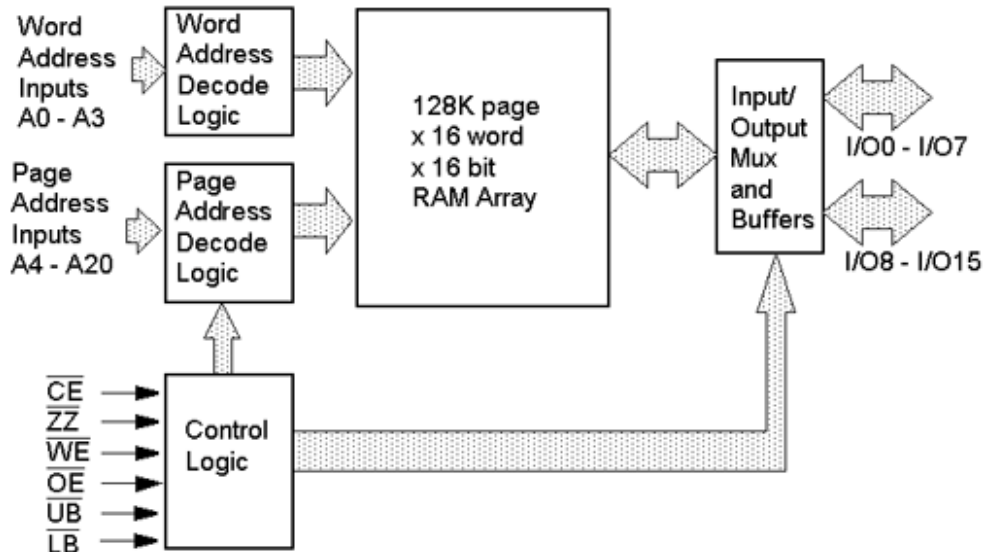 Word
Address
Inputs
A0 - A3
Word
Address
Decode
Logic
Page
Address
Inputs
A4 - A20
Page
Address
Decode
Logic
128K page
x 16 word
x 16 bit
RAM Array
Input/
Output
Mux
and
Buffers
I/O0 - I/O7
I/O8 - I/O15
CE
ZZ
WE
OE
UB
LB
Control
Logic